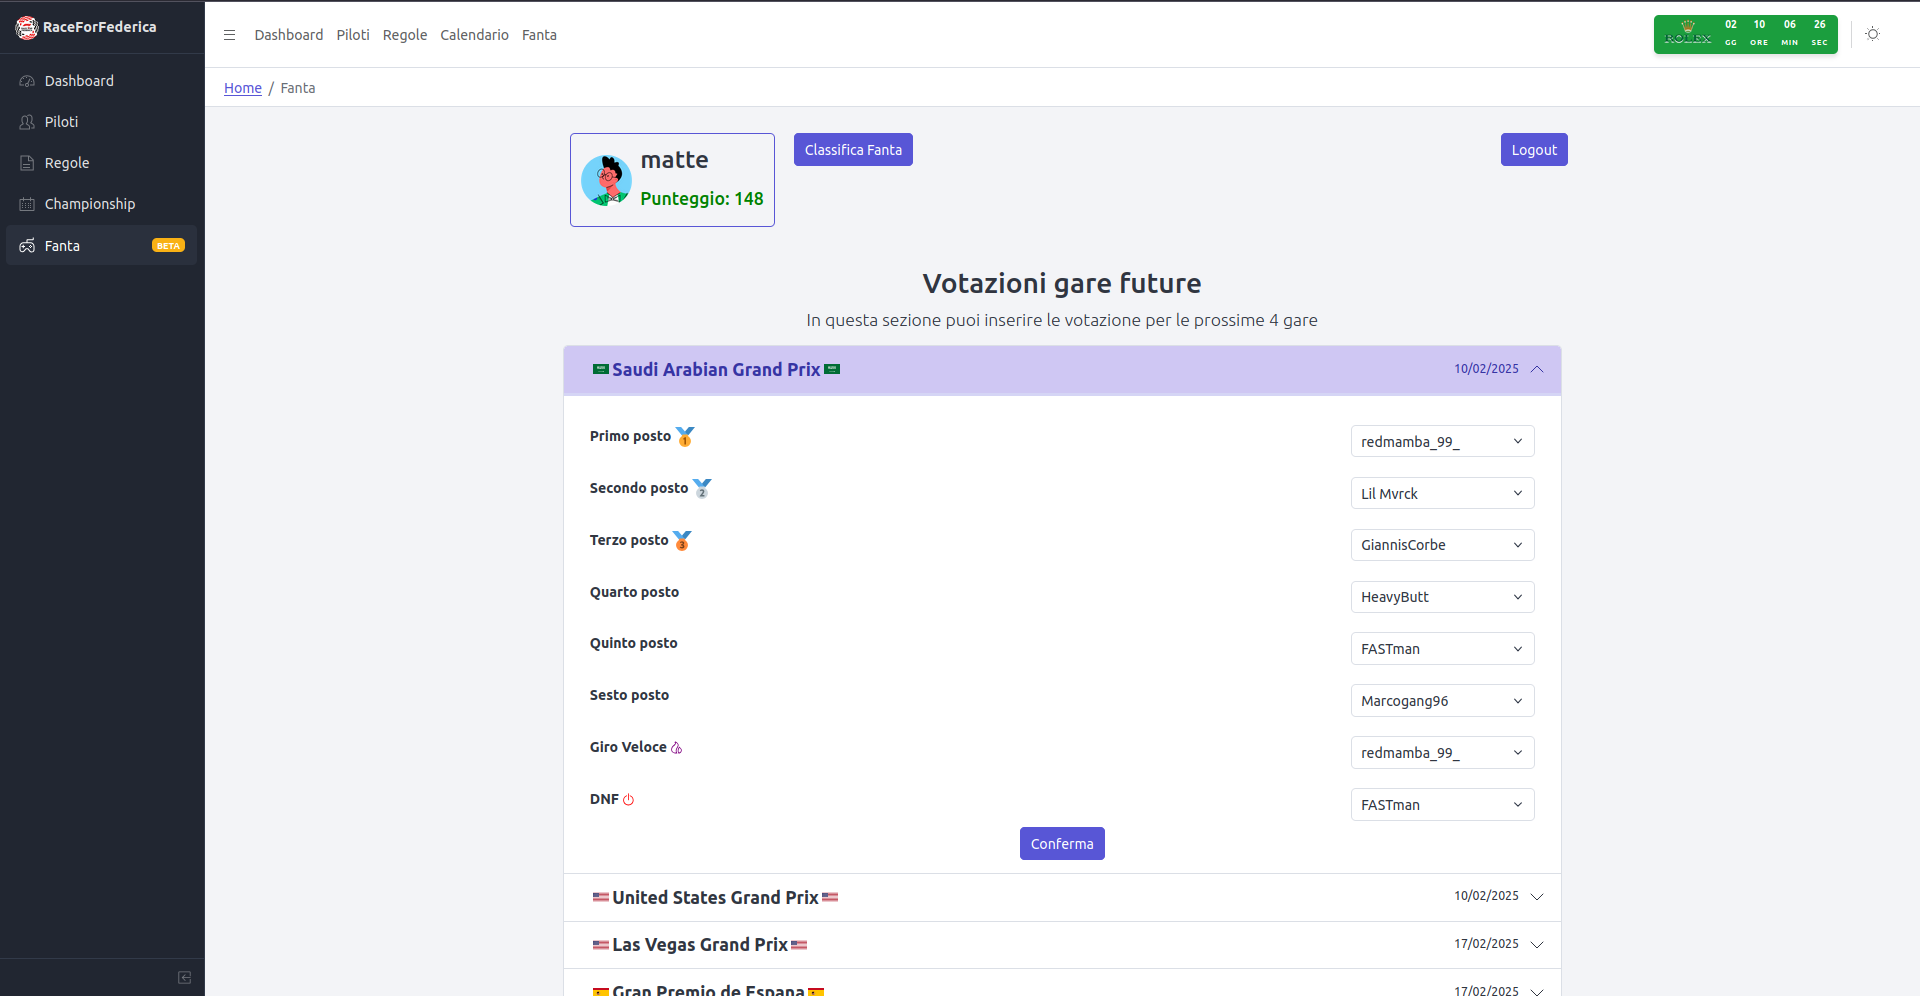 RaceForFederica
Dashboard
Piloti
Regole
Championship
Fanta BETA
Dashboard Piloti Regole Calendario Fanta
ROLEX
02 10 06 26
GG ORE MIN SEC
Home / Fanta
matte
Punteggio: 148
Classifica Fanta
Logout
Votazioni gare future
In questa sezione puoi inserire le votazione per le prossime 4 gare
Saudi Arabian Grand Prix 10/02/2025
Primo posto 1 redmamba_99_
Secondo posto 2 Lil Mvrck
Terzo posto 3 GiannisCorbe
Quarto posto HeavyButt
Quinto posto FASTman
Sesto posto Marcogang96
Giro Veloce redmamba_99_
DNF FASTman
Conferma
United States Grand Prix 10/02/2025
Las Vegas Grand Prix 17/02/2025
Gran Premio de Espana 17/02/2025